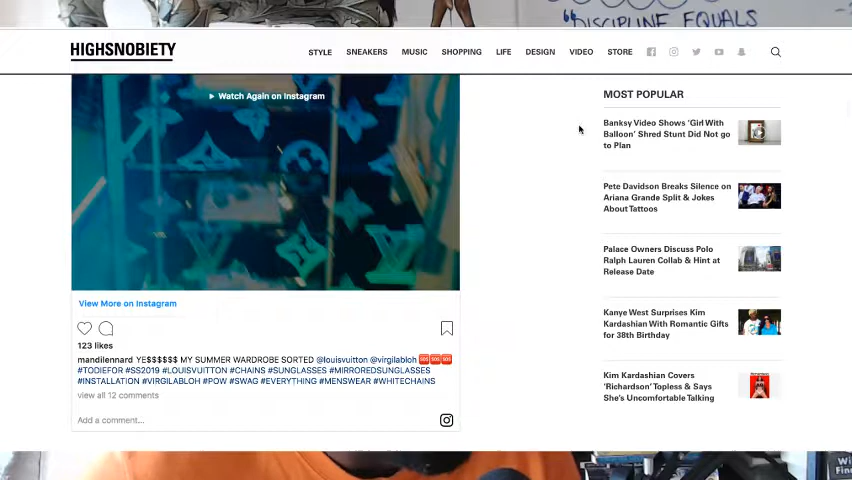 "DISCIPLINE EQUALS
HIGHSNOBIETY
STYLE SNEAKERS MUSIC SHOPPING LIFE DESIGN VIDEO STORE
▶ Watch Again on Instagram
View More on Instagram
123 likes
mandilennard YE$$$$$$ MY SUMMER WARDROBE SORTED @louisvuitton @virgilabloh 🆘🆘🆘
#TODIEFOR #SS2019 #LOUISVUITTON #CHAINS #SUNGLASSES #MIRROREDSUNGLASSES
#INSTALLATION #VIRGILABLOH #POW #SWAG #EVERYTHING #MENSWEAR #WHITECHAINS
view all 12 comments
Add a comment...
MOST POPULAR
Banksy Video Shows ‘Girl With
Balloon’ Shred Stunt Did Not go
to Plan
Pete Davidson Breaks Silence on
Ariana Grande Split & Jokes
About Tattoos
Palace Owners Discuss Polo
Ralph Lauren Collab & Hint at
Release Date
Kanye West Surprises Kim
Kardashian With Romantic Gifts
for 38th Birthday
Kim Kardashian Covers
‘Richardson’ Topless & Says
She’s Uncomfortable Talking